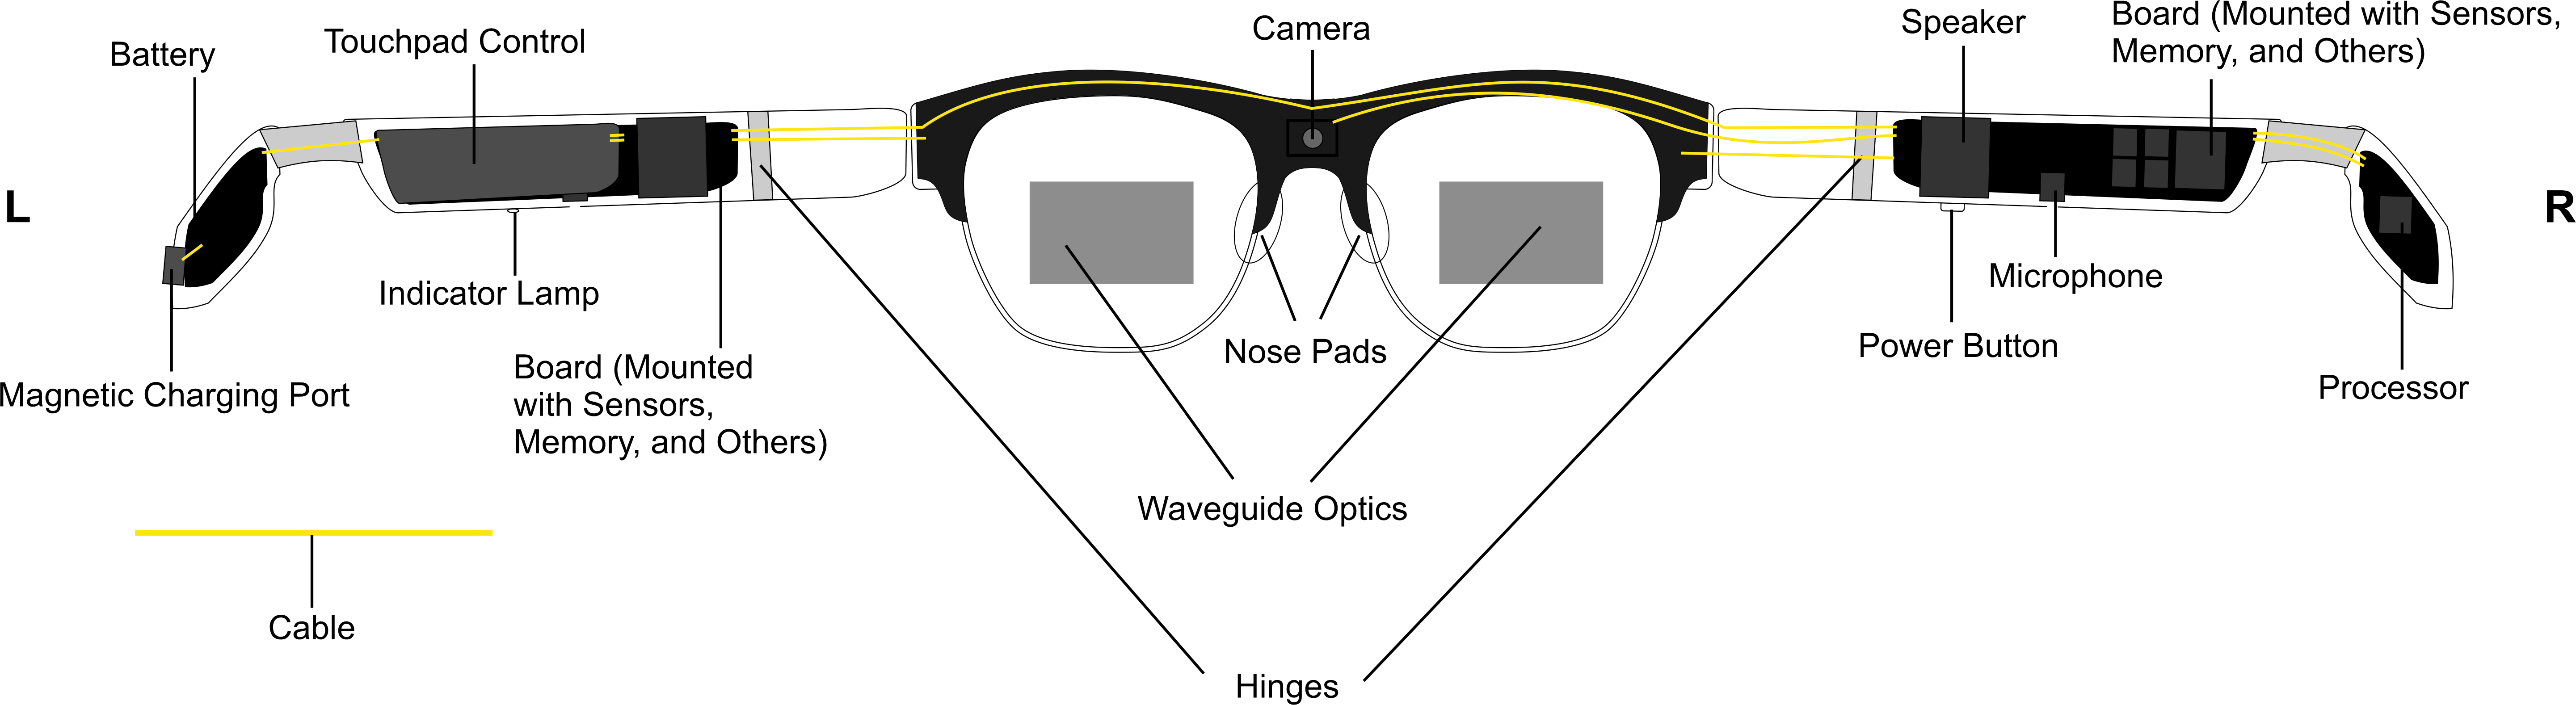 Battery
Touchpad Control
Camera
Speaker
Board (Mounted with Sensors,
Memory, and Others)
L
R
Magnetic Charging Port
Indicator Lamp
Board (Mounted
with Sensors,
Memory, and Others)
Nose Pads
Microphone
Power Button
Processor
Waveguide Optics
Cable
Hinges